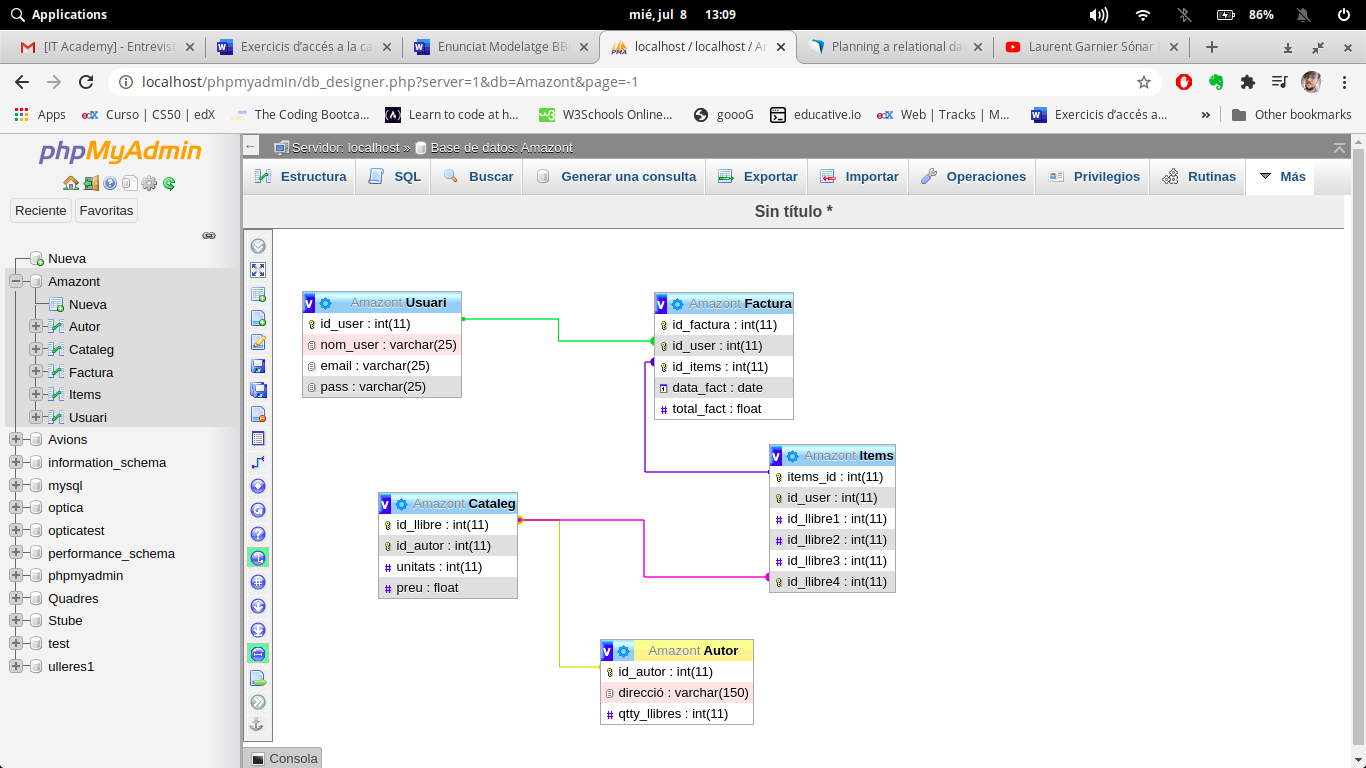 Applications
mié, jul 8 13:09
86%
[IT Academy] - Entrevist
Exercicis d'accés a la ca
Enunciat Modelatge BB
localhost / localhost / Ar
Planning a relational da
Laurent Garnier Sónar
localhost/phpmyadmin/db_designer.php?server=1&db=Amazont&page=-1
Apps
Curso | CS50 | edX
The Coding Bootca...
Learn to code at h...
W3Schools Online...
goooG
educative.io
Web | Tracks | M...
Exercicis d'accés a...
»
Other bookmarks
phpMyAdmin
Reciente
Favoritas
Nueva
Amazont
Nueva
Autor
Cataleg
Factura
Items
Usuari
Avions
information_schema
mysql
optica
opticatest
performance_schema
phpmyadmin
Quadres
Stube
test
ulleres1
Servidor: localhost » Base de datos: Amazont
Estructura
SQL
Buscar
Generar una consulta
Exportar
Importar
Operaciones
Privilegios
Rutinas
Más
Sin título *
Amazont Usuari
id_user : int(11)
nom_user : varchar(25)
email : varchar(25)
pass : varchar(25)
Amazont Factura
id_factura : int(11)
id_user : int(11)
id_items : int(11)
data_fact : date
# total_fact : float
Amazont Items
items_id : int(11)
id_user : int(11)
# id_llibre1 : int(11)
# id_llibre2 : int(11)
# id_llibre3 : int(11)
id_llibre4 : int(11)
Amazont Cataleg
id_llibre : int(11)
id_autor : int(11)
# unitats : int(11)
# preu : float
Amazont Autor
id_autor : int(11)
direcció : varchar(150)
# qtty_llibres : int(11)
Consola